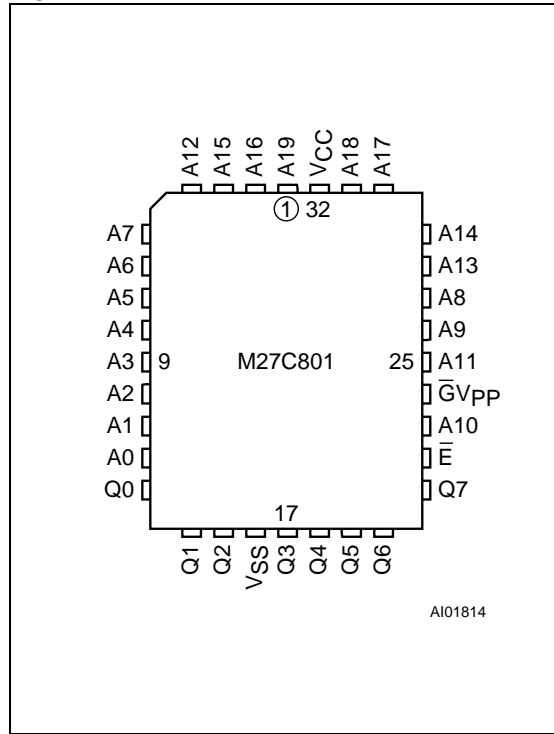 A12 A15 A16 A19 VCC A18 A17
① 32
A7 A14
A6 A13
A5 A8
A4 A9
A3 9 M27C801 25 A11
A2 G̅VPP
A1 A10
A0 E̅
Q0 Q7
17
Q1 Q2 VSS Q3 Q4 Q5 Q6
AI01814